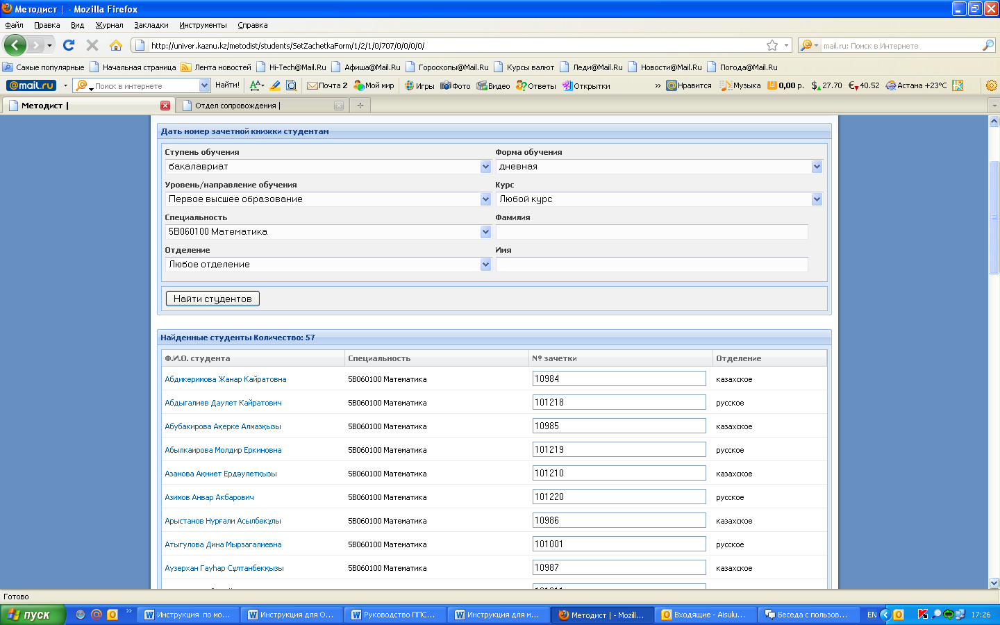 Методист | - Mozilla Firefox
Файл Правка Вид Журнал Закладки Инструменты Справка
http://univer.kaznu.kz/metodist/students/SetZachetkaForm/1/2/1/0/707/0/0/0/0/ mail.ru: Поиск в Интернете
Самые популярные Начальная страница Лента новостей Hi-Tech@Mail.Ru Афиша@Mail.Ru Гороскопы@Mail.Ru Курсы валют Леди@Mail.Ru Новости@Mail.Ru Погода@Mail.Ru
@mail.ru Поиск в интернете Найти! Почта 2 Мой мир Игры Фото Видео Ответы Открытки » Нравится Музыка 0,00 р. $ 27.70 € 40.52 Астана +23°C
Методист | Отдел сопровождения |
Дать номер зачетной книжки студентам
Ступень обучения Форма обучения
бакалавриат дневная
Уровень/направление обучения Курс
Первое высшее образование Любой курс
Специальность Фамилия
5В060100 Математика
Отделение Имя
Любое отделение
Найти студентов
Найденные студенты Количество: 57
Ф.И.О. студента Специальность № зачетки Отделение
Абдикеримова Жанар Кайратовна 5В060100 Математика 10984 казахское
Абдыгалиев Даулет Кайратович 5В060100 Математика 101218 русское
Абубакирова Ақерке Алмазқызы 5В060100 Математика 10985 казахское
Абылкаирова Молдир Еркиновна 5В060100 Математика 101219 русское
Азанова Ақниет Ердәулетқызы 5В060100 Математика 101210 казахское
Азимов Анвар Акбарович 5В060100 Математика 101220 русское
Арыстанов Нурғали Асылбекұлы 5В060100 Математика 10986 казахское
Атыгулова Дина Мырзагалиевна 5В060100 Математика 101001 русское
Аузерхан Гауһар Сұлтанбекқызы 5В060100 Математика 10987 казахское
Готово
пуск » Инструкция по мо... Инструкция для О... Руководство ППС... Инструкция для м... Методист | - Mozill... Входящие - Aisulu... Беседа с пользов... EN 17:26